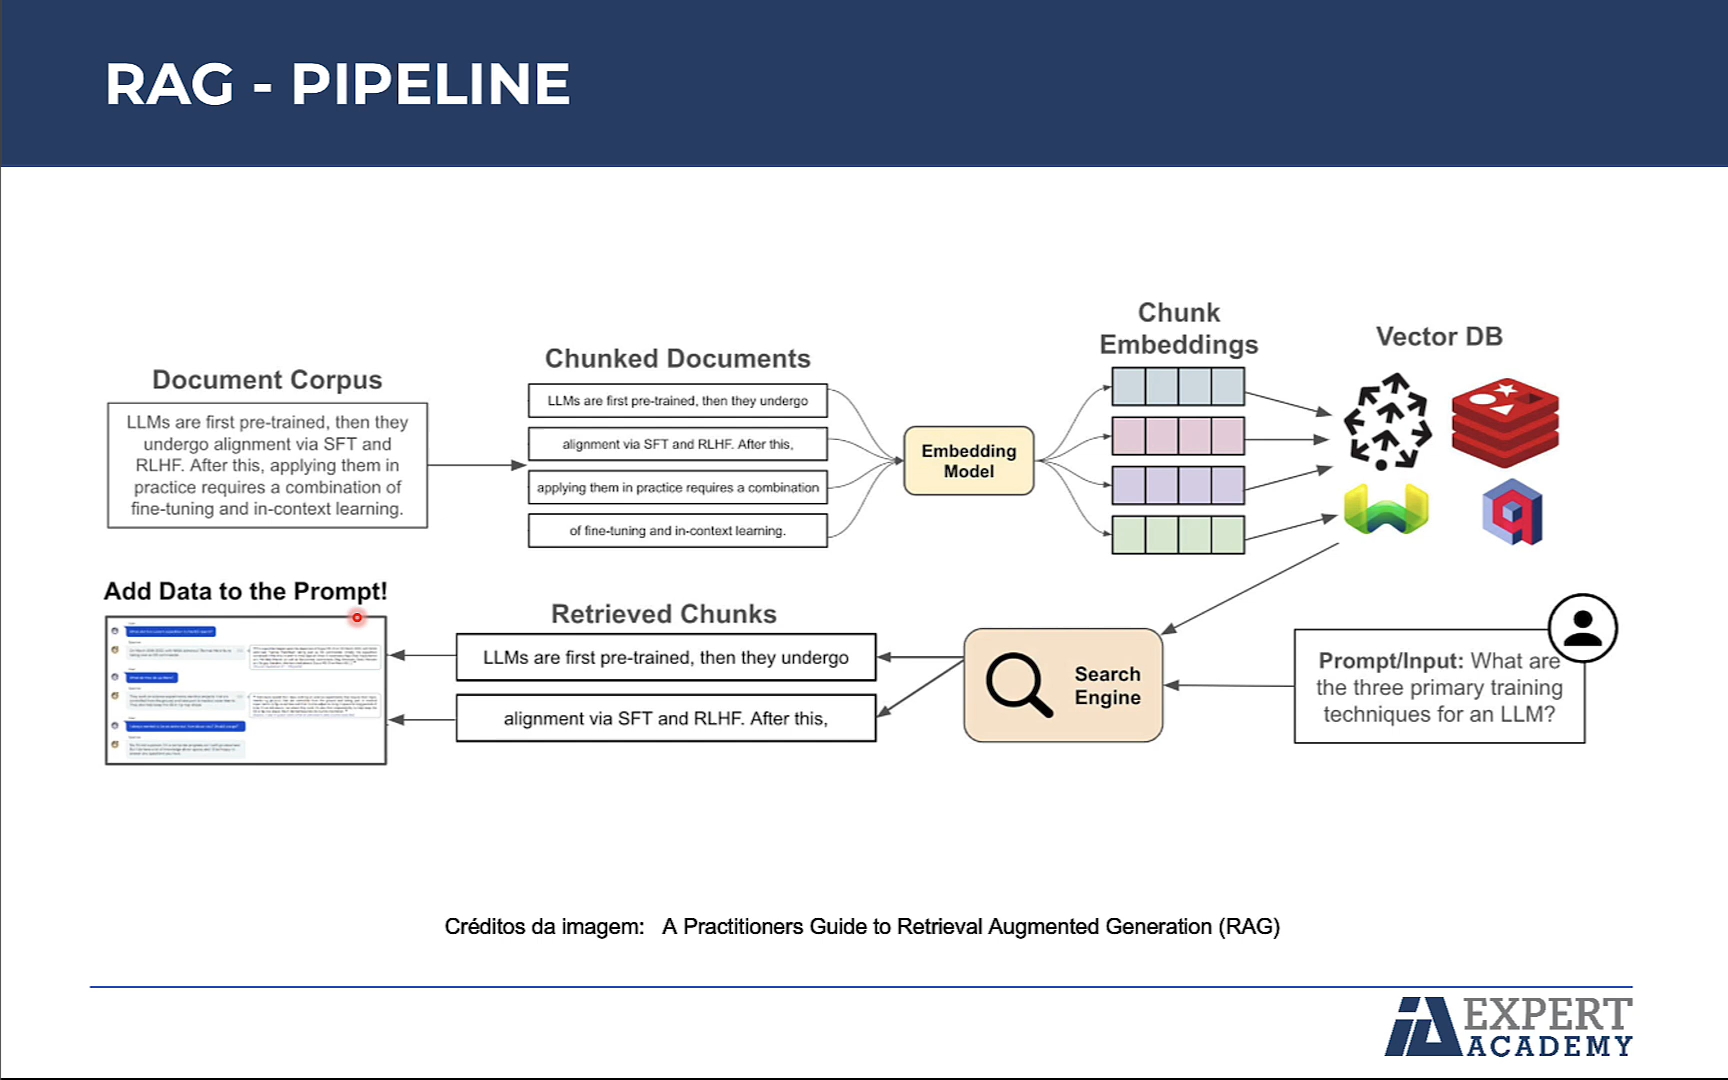 RAG - PIPELINE
Document Corpus
LLMs are first pre-trained, then they
undergo alignment via SFT and
RLHF. After this, applying them in
practice requires a combination of
fine-tuning and in-context learning.
Chunked Documents
LLMs are first pre-trained, then they undergo
alignment via SFT and RLHF. After this,
applying them in practice requires a combination
of fine-tuning and in-context learning.
Embedding
Model
Chunk
Embeddings
Vector DB
Add Data to the Prompt!
Retrieved Chunks
LLMs are first pre-trained, then they undergo
alignment via SFT and RLHF. After this,
Search
Engine
Prompt/Input: What are
the three primary training
techniques for an LLM?
Créditos da imagem: A Practitioners Guide to Retrieval Augmented Generation (RAG)
iA EXPERT
ACADEMY